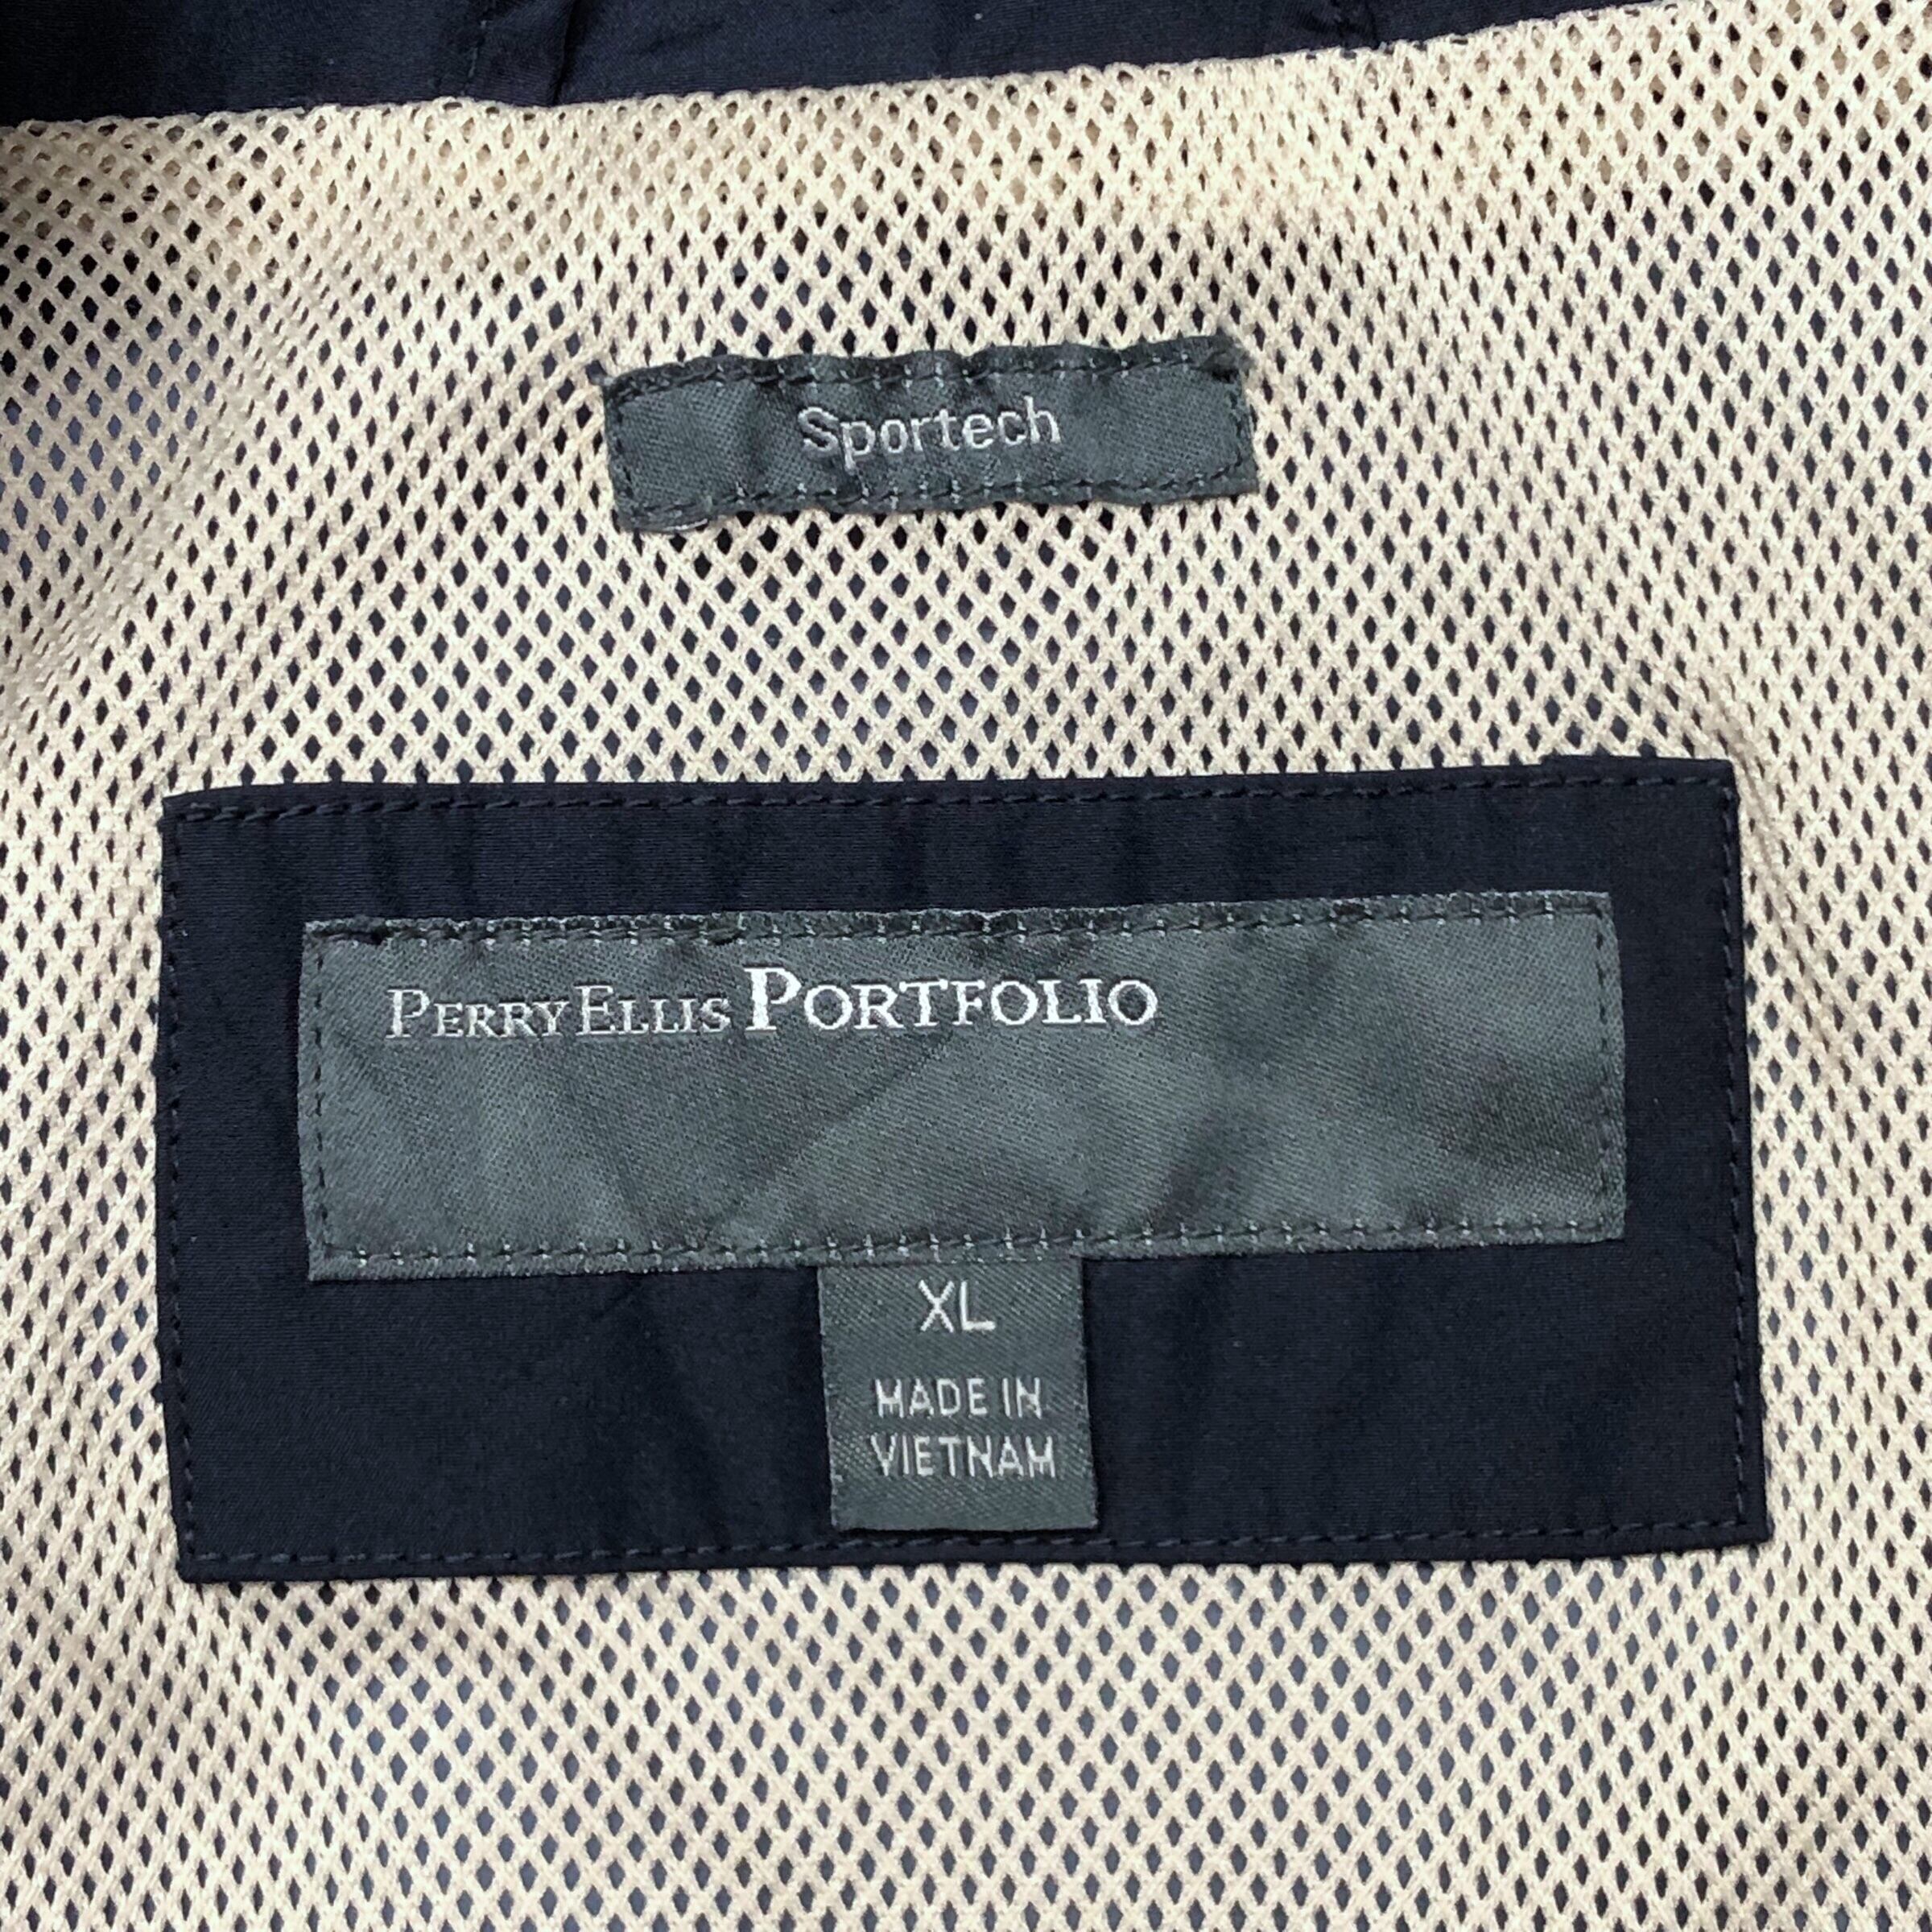 Sportech
PERRY ELLIS PORTFOLIO
XL
MADE IN
VIETNAM